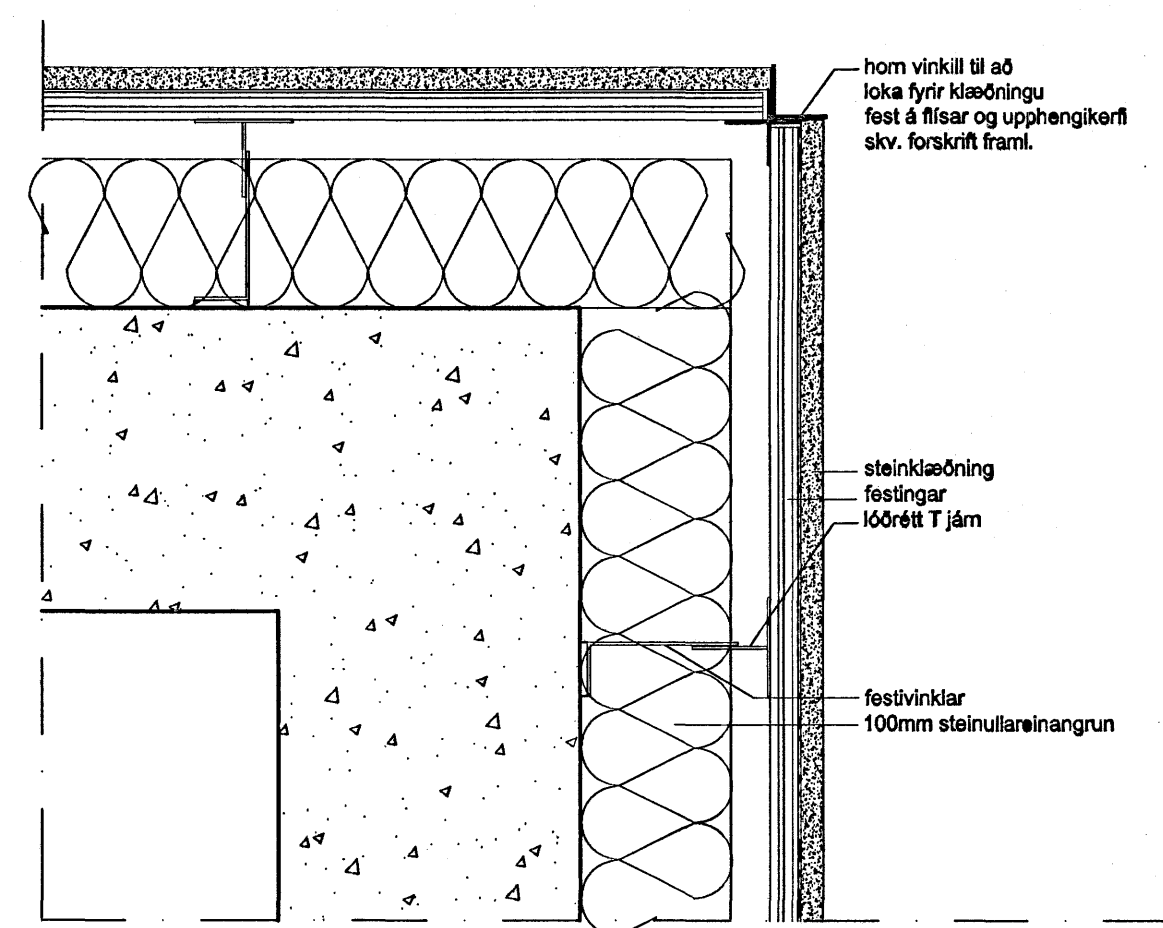 horn vinkill til að
loka fyrir klæðningu
fest á flísar og upphengikerfi
skv. forskrift framl.
steinklæðning
festingar
lóðrétt T járn
festivinklar
100mm steinullareinangrun